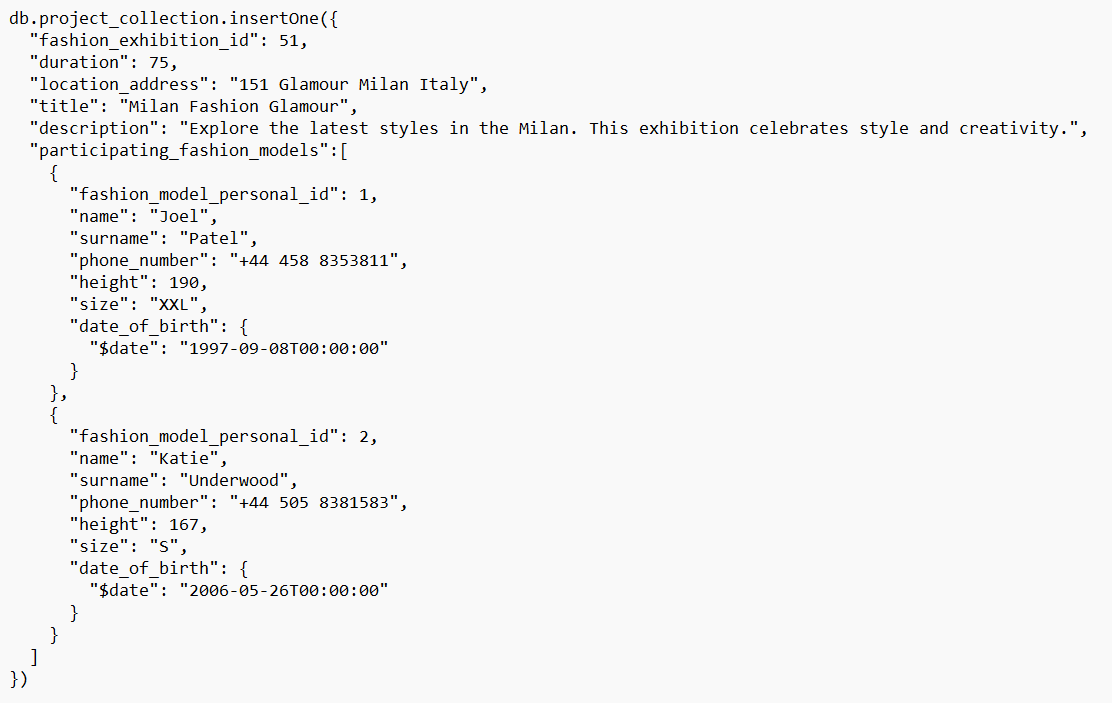 db.project_collection.insertOne({
  "fashion_exhibition_id": 51,
  "duration": 75,
  "location_address": "151 Glamour Milan Italy",
  "title": "Milan Fashion Glamour",
  "description": "Explore the latest styles in the Milan. This exhibition celebrates style and creativity.",
  "participating_fashion_models":[
    {
      "fashion_model_personal_id": 1,
      "name": "Joel",
      "surname": "Patel",
      "phone_number": "+44 458 8353811",
      "height": 190,
      "size": "XXL",
      "date_of_birth": {
        "$date": "1997-09-08T00:00:00"
      }
    },
    {
      "fashion_model_personal_id": 2,
      "name": "Katie",
      "surname": "Underwood",
      "phone_number": "+44 505 8381583",
      "height": 167,
      "size": "S",
      "date_of_birth": {
        "$date": "2006-05-26T00:00:00"
      }
    }
  ]
})